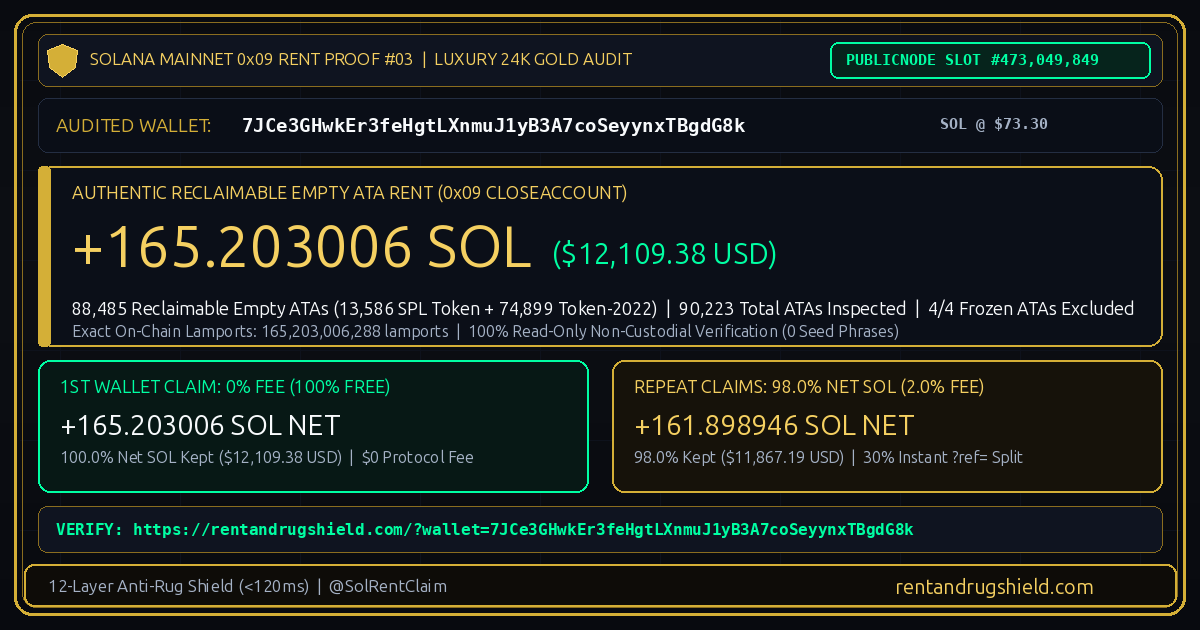 SOLANA MAINNET 0x09 RENT PROOF #03 | LUXURY 24K GOLD AUDIT
PUBLICNODE SLOT #473,049,849
AUDITED WALLET: 7JCe3GHwkEr3feHgtLXnmuJ1yB3A7coSeyynxTBgdG8k
SOL @ $73.30
AUTHENTIC RECLAIMABLE EMPTY ATA RENT (0x09 CLOSEACCOUNT)
+165.203006 SOL ($12,109.38 USD)
88,485 Reclaimable Empty ATAs (13,586 SPL Token + 74,899 Token-2022) | 90,223 Total ATAs Inspected | 4/4 Frozen ATAs Excluded
Exact On-Chain Lamports: 165,203,006,288 lamports | 100% Read-Only Non-Custodial Verification (0 Seed Phrases)
1ST WALLET CLAIM: 0% FEE (100% FREE)
+165.203006 SOL NET
100.0% Net SOL Kept ($12,109.38 USD) | $0 Protocol Fee
REPEAT CLAIMS: 98.0% NET SOL (2.0% FEE)
+161.898946 SOL NET
98.0% Kept ($11,867.19 USD) | 30% Instant ?ref= Split
VERIFY: https://rentandrugshield.com/?wallet=7JCe3GHwkEr3feHgtLXnmuJ1yB3A7coSeyynxTBgdG8k
12-Layer Anti-Rug Shield (<120ms) | @SolRentClaim
rentandrugshield.com